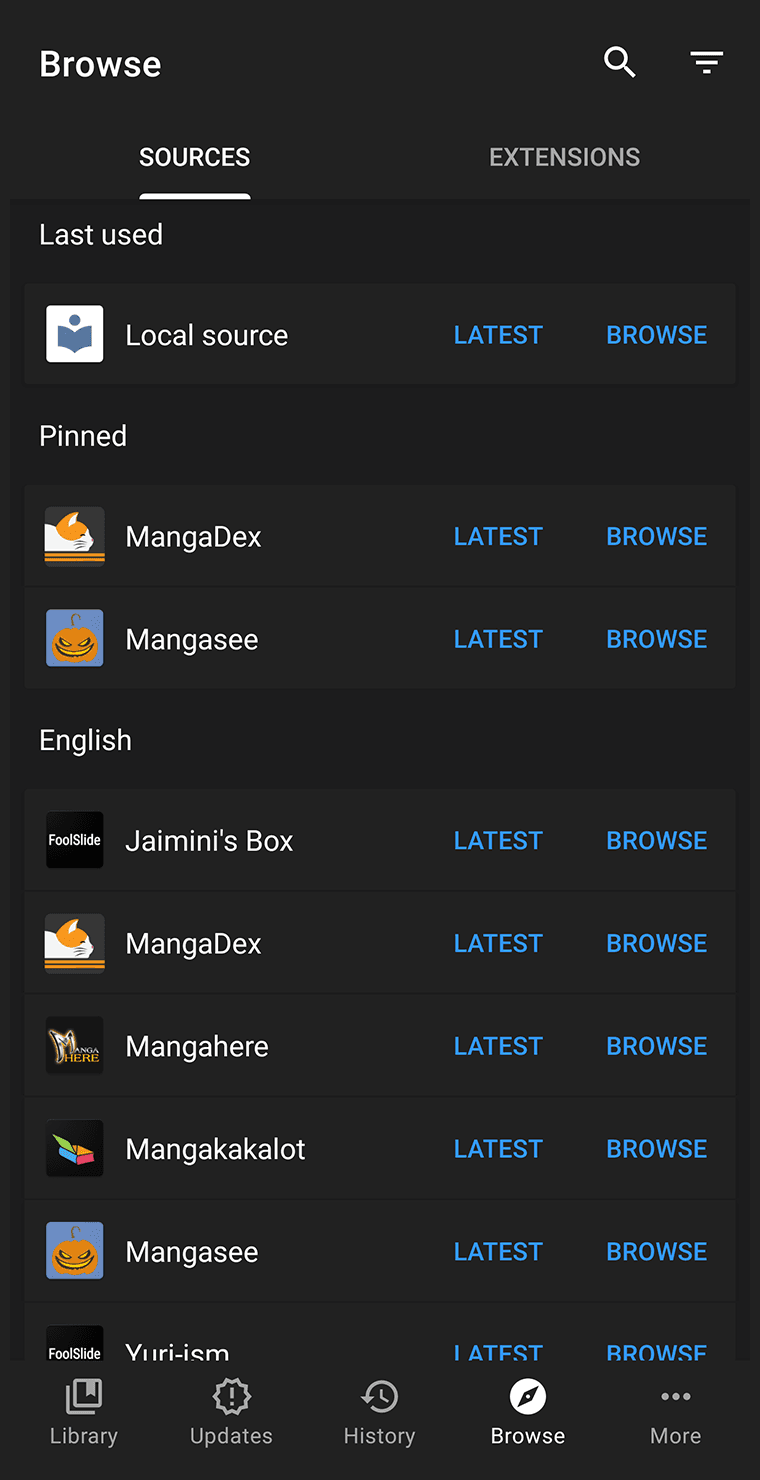 Browse
SOURCES EXTENSIONS
Last used
Local source LATEST BROWSE
Pinned
MangaDex LATEST BROWSE
Mangasee LATEST BROWSE
English
FoolSlide Jaimini's Box LATEST BROWSE
MangaDex LATEST BROWSE
MANGA HERE Mangahere LATEST BROWSE
Mangakakalot LATEST BROWSE
Mangasee LATEST BROWSE
FoolSlide Yuri-ism LATEST BROWSE
Library Updates History Browse More